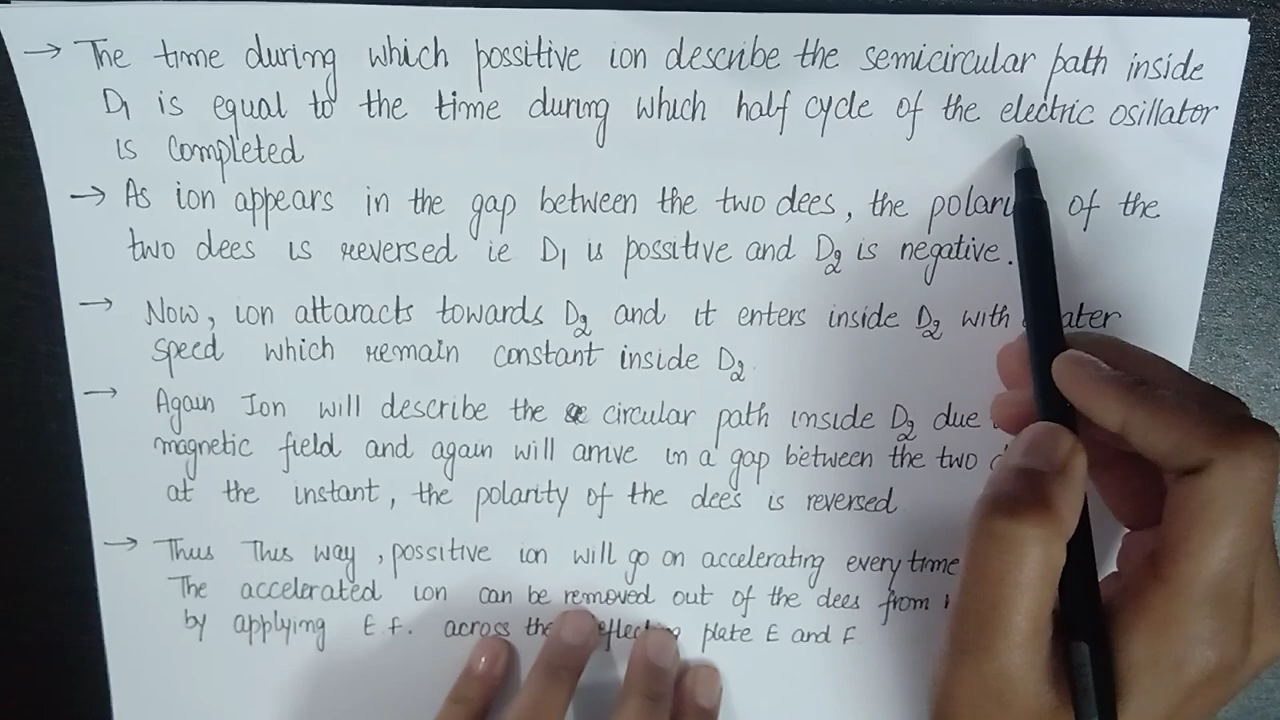 → The time during which possitive ion describe the semicircular path inside
D1 is equal to the time during which half cycle of the electric osillator
is completed
→ As ion appears in the gap between the two dees, the of the
two dees is reversed ie D1 is possitive and D2 is negative.
→ Now, ion attaracts towards D2 and it enters inside D2 with
speed which remain constant inside D2
→ Again Ion will describe the circular path inside D2 due
magnetic field and again will arrive in a gap between the two
at the instant, the polarity of the dees is reversed
→ Thus This way, possitive ion will go on accelerating every time
The accelerated ion can be removed out of the dees from
by applying E.f. across the plate E and F